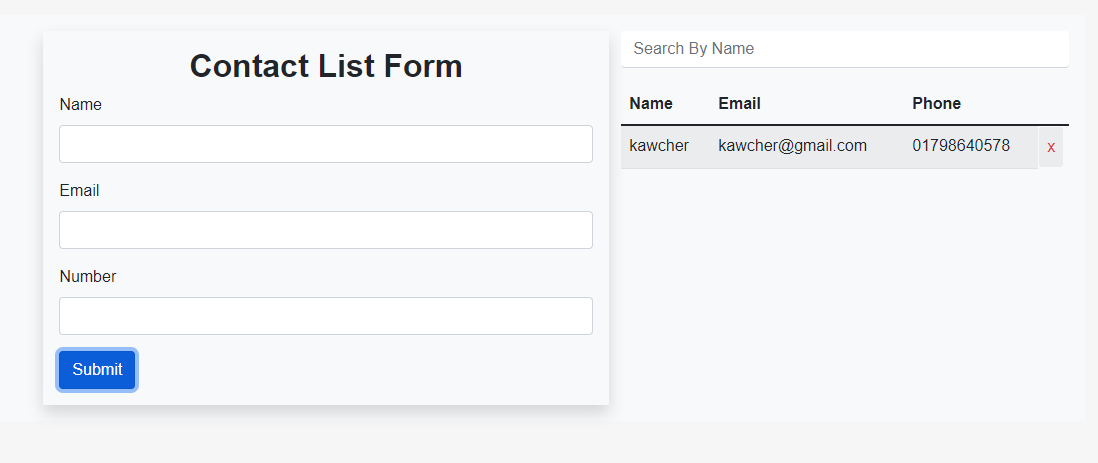 Contact List Form
Name
Email
Number
Submit
Search By Name
Name Email Phone
kawcher kawcher@gmail.com 01798640578 x